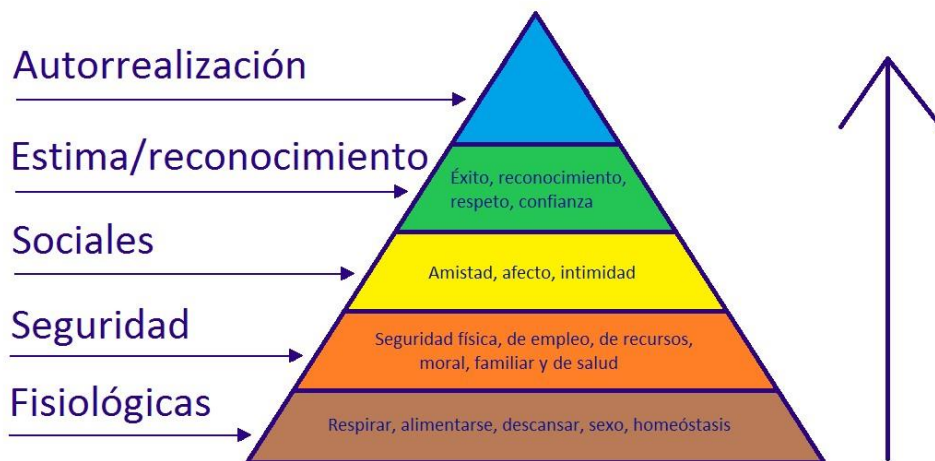 Autorrealización
Estima/reconocimiento
Éxito, reconocimiento,
respeto, confianza
Sociales
Amistad, afecto, intimidad
Seguridad
Seguridad física, de empleo, de recursos,
moral, familiar y de salud
Fisiológicas
Respirar, alimentarse, descansar, sexo, homeóstasis